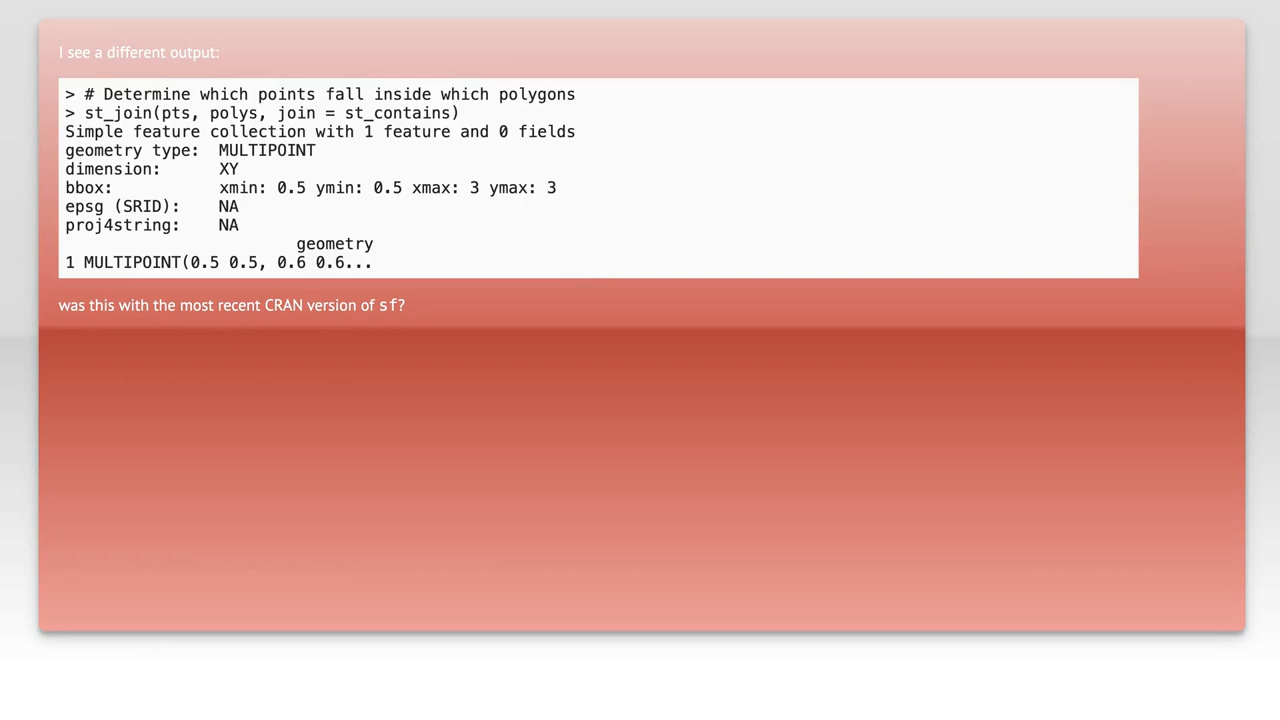 I see a different output:
> # Determine which points fall inside which polygons
> st_join(pts, polys, join = st_contains)
Simple feature collection with 1 feature and 0 fields
geometry type:  MULTIPOINT
dimension:      XY
bbox:           xmin: 0.5 ymin: 0.5 xmax: 3 ymax: 3
epsg (SRID):    NA
proj4string:    NA
                        geometry
1 MULTIPOINT(0.5 0.5, 0.6 0.6...
was this with the most recent CRAN version of sf?